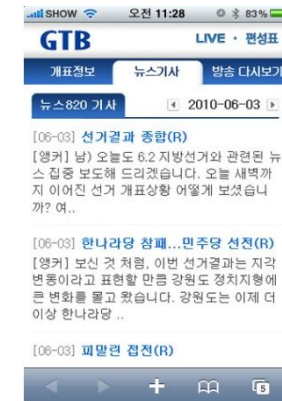 SHOW 오전 11:28 83%
GTB LIVE · 편성표
개표정보 뉴스기사 방송 다시보기
뉴스820 기사 2010-06-03
[06-03] 선거결과 종합(R)
[앵커] 남) 오늘도 6.2 지방선거와 관련된 뉴
스 집중 보도해 드리겠습니다. 오늘 새벽까
지 이어진 선거 개표상황 어떻게 보셨습니
까? 여..
[06-03] 한나라당 참패...민주당 선전(R)
[앵커] 보신 것 처럼, 이번 선거결과는 지각
변동이라고 표현할 만큼 강원도 정치지형에
큰 변화를 몰고 왔습니다. 강원도는 이제 더
이상 한나라당 ..
[06-03] 피말린 접전(R)
5